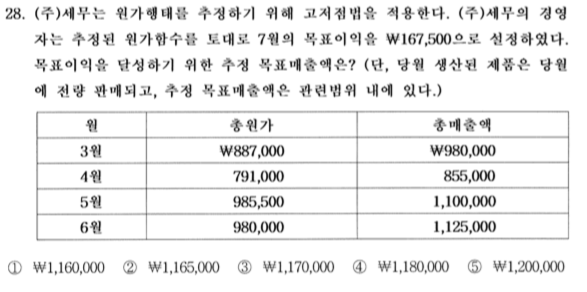 28. (주)세무는 원가행태를 추정하기 위해 고저점법을 적용한다. (주)세무의 경영
자는 추정된 원가함수를 토대로 7월의 목표이익을 ₩167,500으로 설정하였다.
목표이익을 달성하기 위한 추정 목표매출액은? (단, 당월 생산된 제품은 당월
에 전량 판매되고, 추정 목표매출액은 관련범위 내에 있다.)
월 총원가 총매출액
3월 ₩887,000 ₩980,000
4월 791,000 855,000
5월 985,500 1,100,000
6월 980,000 1,125,000
① ₩1,160,000 ② ₩1,165,000 ③ ₩1,170,000 ④ ₩1,180,000 ⑤ ₩1,200,000